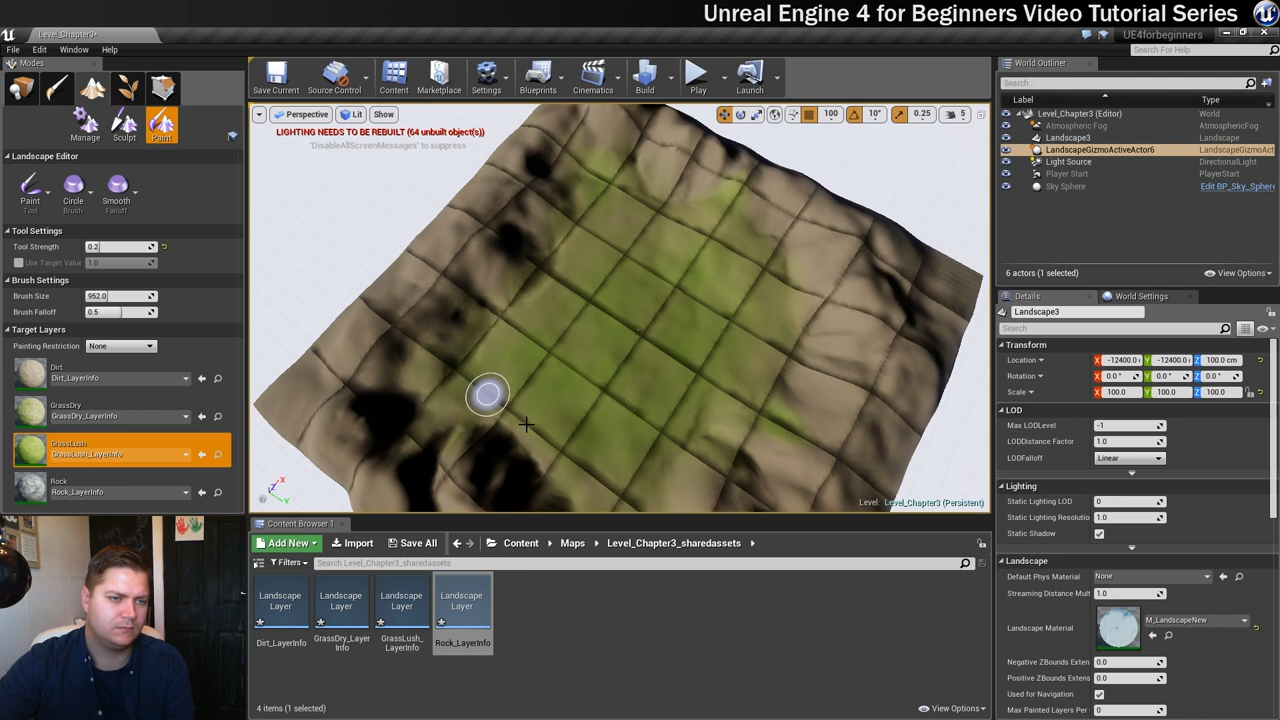 Unreal Engine 4 for Beginners Video Tutorial Series
Level_Chapter3*
UE4forbeginners
File Edit Window Help
Search For Help
Modes
Manage Sculpt Paint
Landscape Editor
Paint Circle Smooth
Tool Brush Falloff
Tool Settings
Tool Strength 0.2
Use Target Value 1.0
Brush Settings
Brush Size 952.0
Brush Falloff 0.5
Target Layers
Painting Restriction None
Dirt
Dirt_LayerInfo
GrassDry
GrassDry_LayerInfo
GrassLush
GrassLush_LayerInfo
Rock
Rock_LayerInfo
Save Current Source Control Content Marketplace Settings Blueprints Cinematics Build Play Launch
Perspective Lit Show 100 10° 0.25 5
LIGHTING NEEDS TO BE REBUILT (64 unbuilt object(s))
'DisableAllScreenMessages' to suppress
X
Z
Y
Level: Level_Chapter3 (Persistent)
Content Browser 1
Add New Import Save All Content Maps Level_Chapter3_sharedassets
Filters Search Level_Chapter3_sharedassets
Landscape Layer
Landscape Layer
Landscape Layer
Landscape Layer
Dirt_LayerInfo
GrassDry_Layer
Info
GrassLush_
LayerInfo
Rock_LayerInfo
4 items (1 selected) View Options
World Outliner
Search...
Label Type
Level_Chapter3 (Editor) World
Atmospheric Fog AtmosphericFog
Landscape3 Landscape
LandscapeGizmoActiveActor6 LandscapeGizmoAct
Light Source DirectionalLight
Player Start PlayerStart
Sky Sphere Edit BP_Sky_Spher
6 actors (1 selected) View Options
Details World Settings
Landscape3
Search
Transform
Location X -12400.0 Y -12400.0 Z 100.0 cm
Rotation X 0.0 ° Y 0.0 ° Z 0.0 °
Scale X 100.0 Y 100.0 Z 100.0
LOD
Max LODLevel -1
LODDistance Factor 1.0
LODFalloff Linear
Lighting
Static Lighting LOD 0
Static Lighting Resolutio 1.0
Static Shadow
Landscape
Default Phys Material None
Streaming Distance Mult 1.0
Landscape Material M_LandscapeNew
Negative ZBounds Exten 0.0
Positive ZBounds Extens 0.0
Used for Navigation
Max Painted Layers Per 0